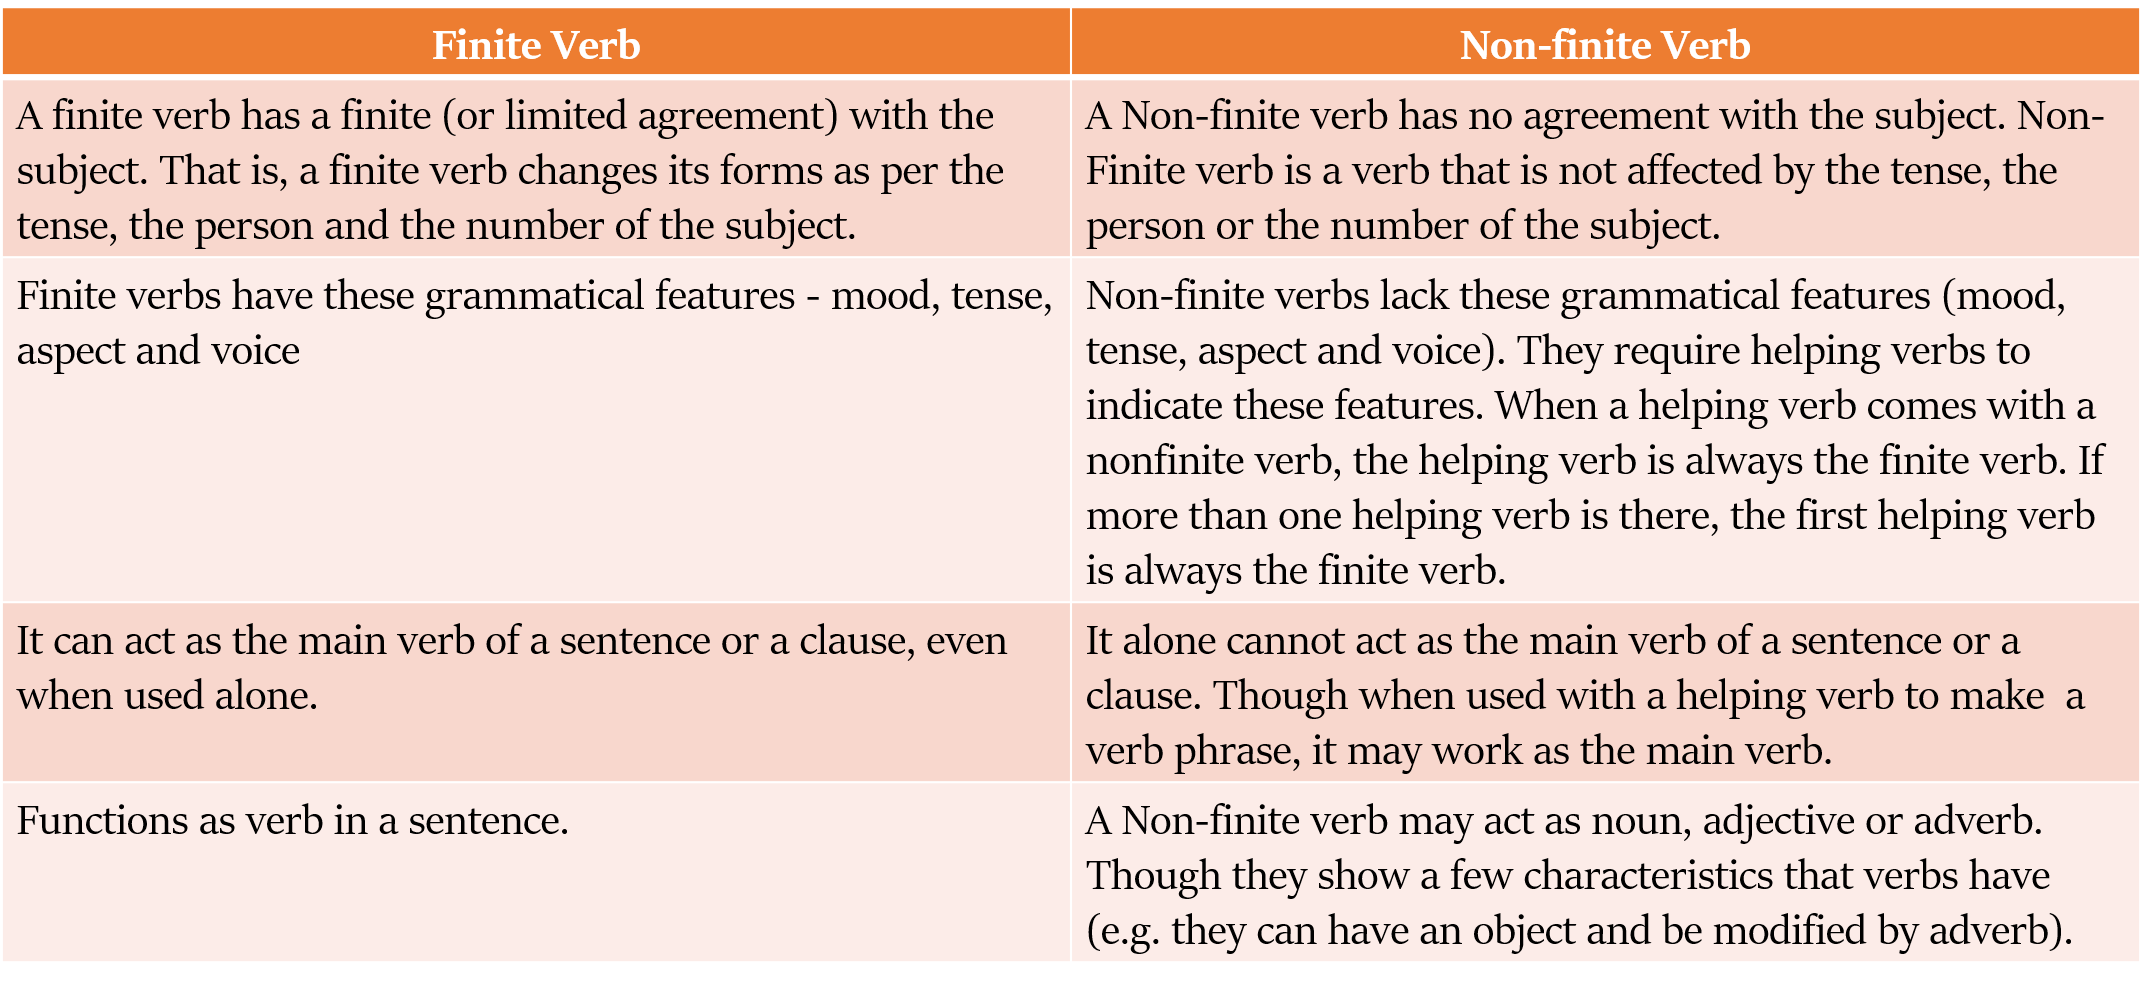 Finite Verb
Non-finite Verb
A finite verb has a finite (or limited agreement) with the
subject. That is, a finite verb changes its forms as per the
tense, the person and the number of the subject.
A Non-finite verb has no agreement with the subject. Non-
Finite verb is a verb that is not affected by the tense, the
person or the number of the subject.
Finite verbs have these grammatical features - mood, tense,
aspect and voice
Non-finite verbs lack these grammatical features (mood,
tense, aspect and voice). They require helping verbs to
indicate these features. When a helping verb comes with a
nonfinite verb, the helping verb is always the finite verb. If
more than one helping verb is there, the first helping verb
is always the finite verb.
It can act as the main verb of a sentence or a clause, even
when used alone.
It alone cannot act as the main verb of a sentence or a
clause. Though when used with a helping verb to make  a
verb phrase, it may work as the main verb.
Functions as verb in a sentence.
A Non-finite verb may act as noun, adjective or adverb.
Though they show a few characteristics that verbs have
(e.g. they can have an object and be modified by adverb).